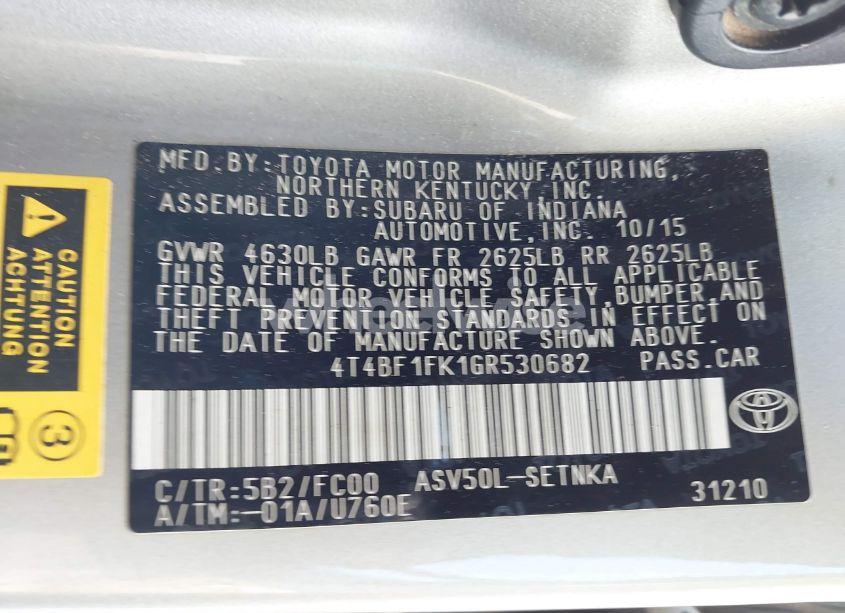 MFD.BY:TOYOTA MOTOR MANUFACTURING,
NORTHERN KENTUCKY,INC.
ASSEMBLED BY:SUBARU OF INDIANA
AUTOMOTIVE,INC. 10/15
GVWR 4630LB GAWR FR 2625LB RR 2625LB
THIS VEHICLE CONFORMS TO ALL APPLICABLE
FEDERAL MOTOR VEHICLE SAFETY,BUMPER,AND
THEFT PREVENTION STANDARDS IN EFFECT ON
THE DATE OF MANUFACTURE SHOWN ABOVE.
4T4BF1FK1GR530682 PASS.CAR
C/TR:5B2/FC00 ASV50L-SETNKA
A/TM:-01A/U760E 31210
CAUTION
ATTENTION
ACHTUNG
3